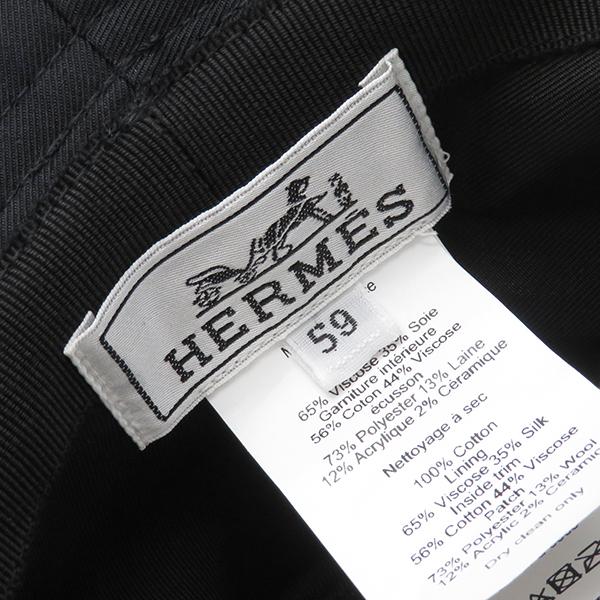 HERMES
59
65% Viscose 35% Soie
Garniture intérieure
56% Coton 44% Viscose
écusson
73% Polyester 13% Laine
12% Acrylique 2% Céramique
Nettoyage à sec
100% Cotton
Lining
65% Viscose 35% Silk
Inside trim
56% Cotton 44% Viscose
Patch
73% Polyester 13% Wool
12% Acrylic 2% Ceramic
Dry clean only